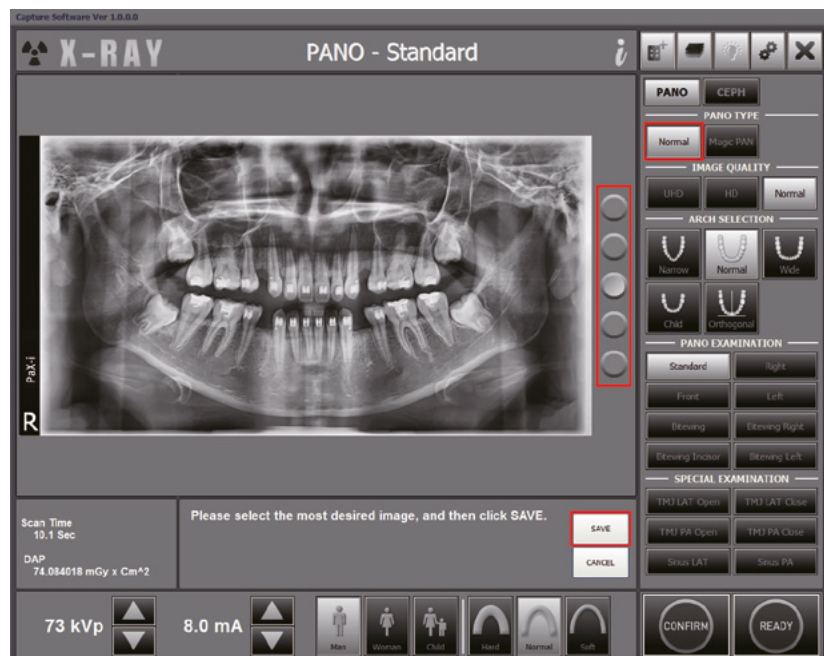 Capture Software Ver 1.0.0.0
X-RAY
PANO - Standard
i
PANO
CEPH
PANO TYPE
Normal
Magic PAN
IMAGE QUALITY
UHD
HD
Normal
ARCH SELECTION
Narrow
Normal
Wide
Child
Orthogonal
PANO EXAMINATION
Standard
Right
Front
Left
Bitewing
Bitewing Right
Bitewing Incisor
Bitewing Left
SPECIAL EXAMINATION
TMJ LAT Open
TMJ LAT Close
TMJ PA Open
TMJ PA Close
Sinus LAT
Sinus PA
PaX-i
R
Scan Time
10.1 Sec
DAP
74.084018 mGy x Cm^2
Please select the most desired image, and then click SAVE.
SAVE
CANCEL
73 kVp
8.0 mA
Man
Woman
Child
Hard
Normal
Soft
CONFIRM
READY